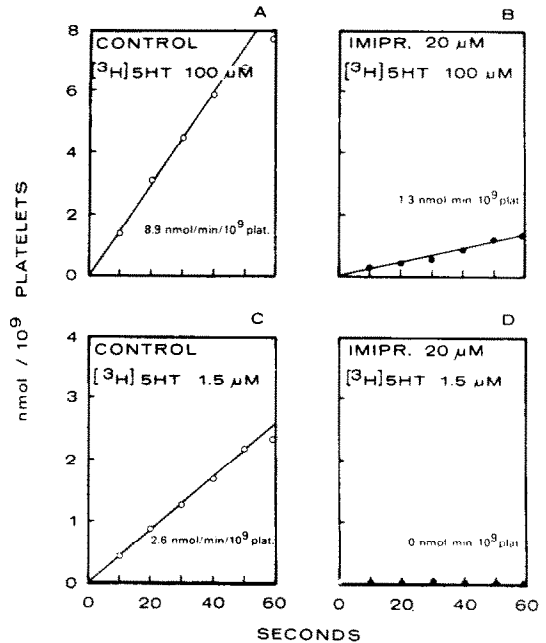 A
CONTROL
[³H]5HT 100 µM
8.9 nmol/min/10⁹ plat.
8
6
4
2
0
B
IMIPR. 20 µM
[³H]5HT 100 µM
1.3 nmol min 10⁹ plat.
C
CONTROL
[³H]5HT 1.5 µM
2.6 nmol/min/10⁹ plat.
4
3
2
1
0
D
IMIPR. 20 µM
[³H]5HT 1.5 µM
0 nmol min 10⁹ plat
0 20 40 60
0 20 40 60
SECONDS
nmol / 10⁹ PLATELETS